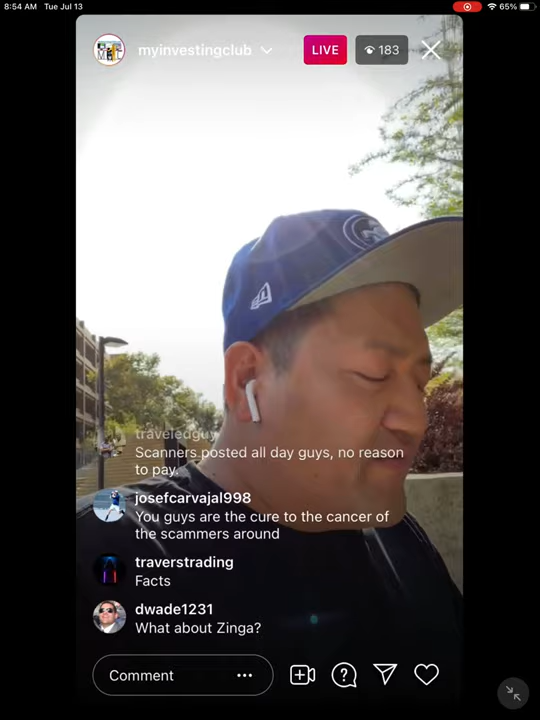 8:54 AM Tue Jul 13
65%
myinvestingclub
LIVE
183
traveledguy
Scanners posted all day guys, no reason
to pay.
josefcarvajal998
You guys are the cure to the cancer of
the scammers around
traverstrading
Facts
dwade1231
What about Zinga?
Comment